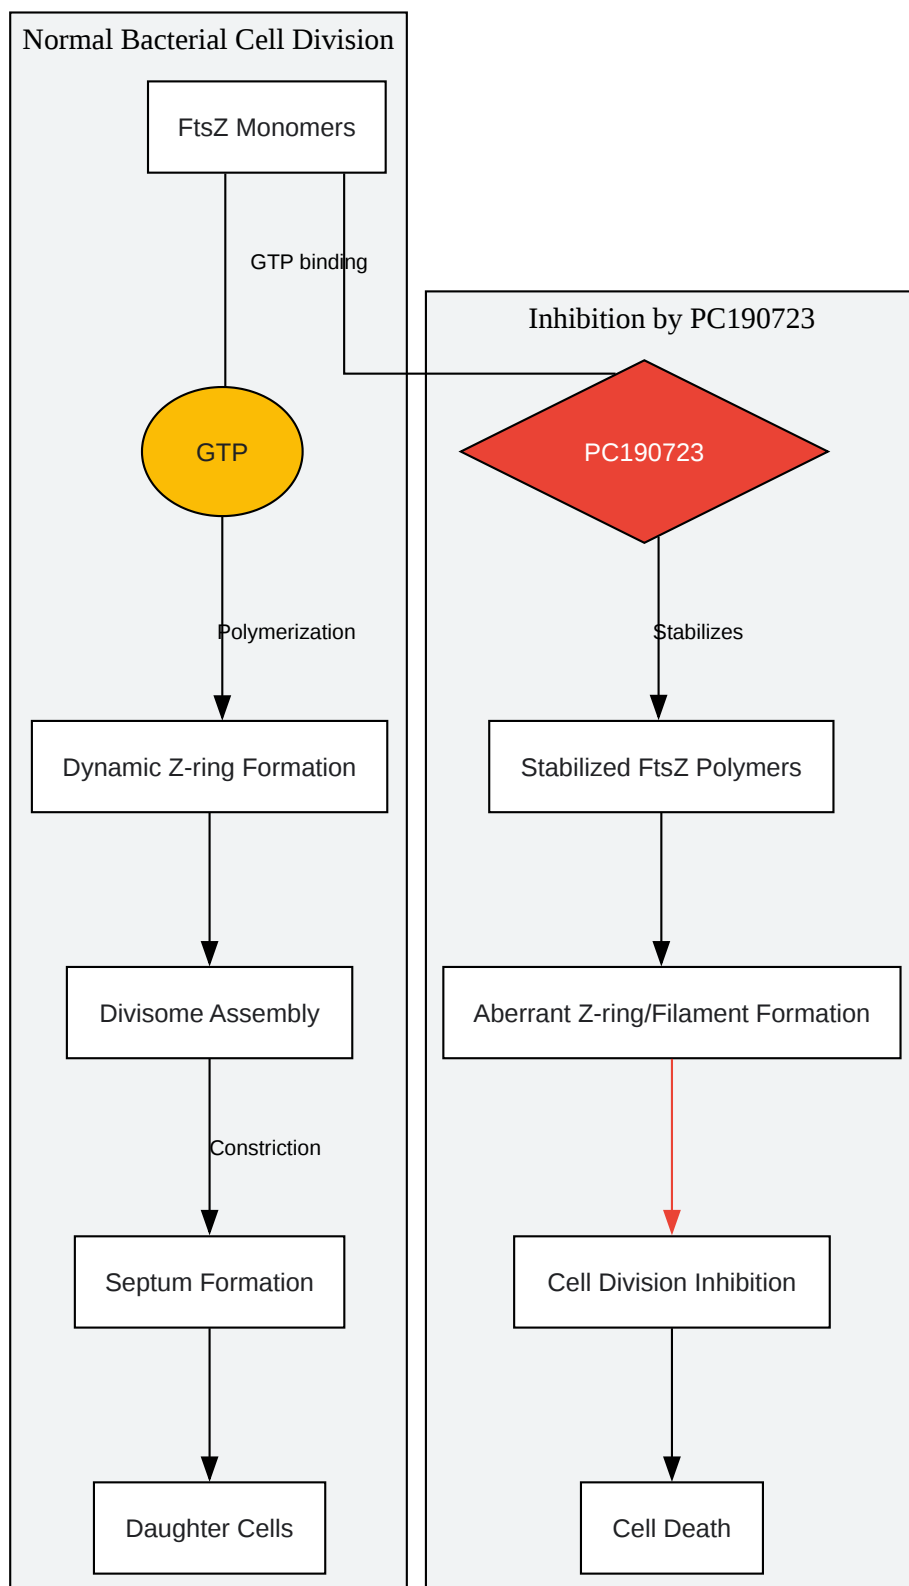 Normal Bacterial Cell Division
FtsZ Monomers
GTP binding
GTP
Polymerization
Dynamic Z-ring Formation
Divisome Assembly
Constriction
Septum Formation
Daughter Cells
Inhibition by PC190723
PC190723
Stabilizes
Stabilized FtsZ Polymers
Aberrant Z-ring/Filament Formation
Cell Division Inhibition
Cell Death